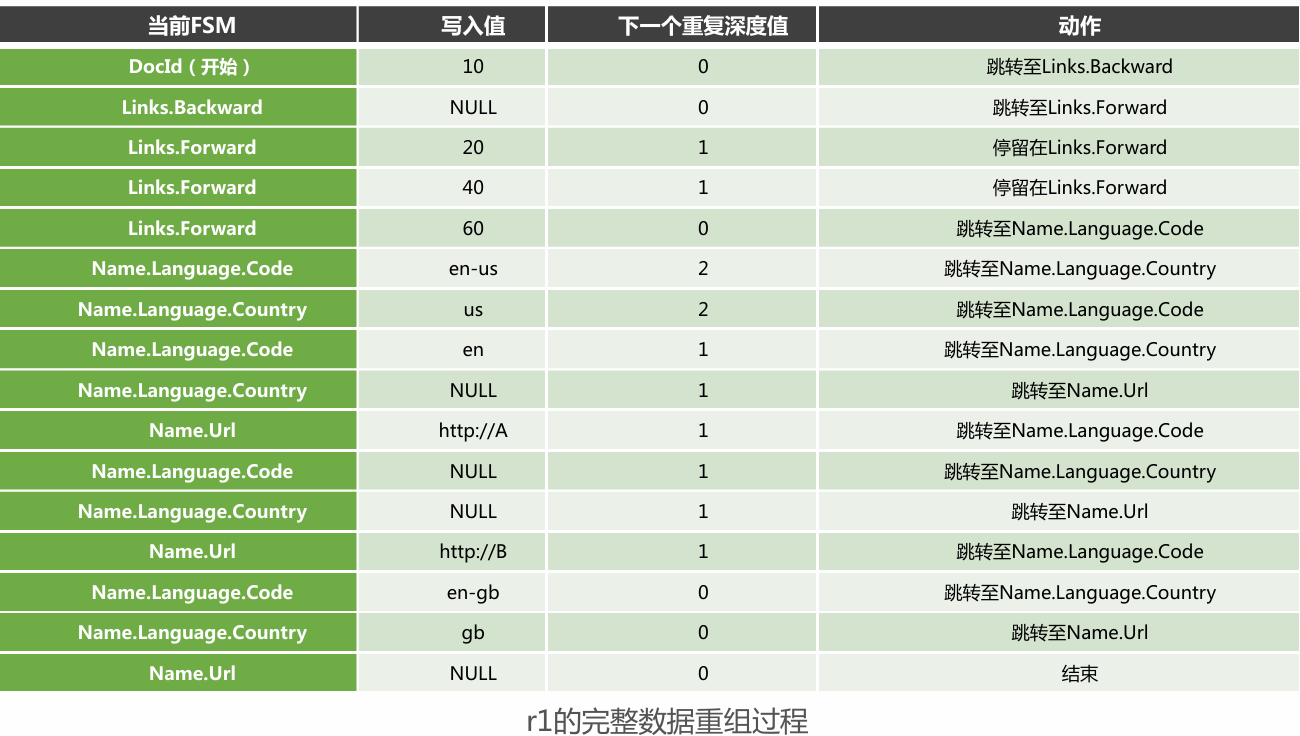 当前FSM 写入值 下一个重复深度值 动作
DocId（开始） 10 0 跳转至Links.Backward
Links.Backward NULL 0 跳转至Links.Forward
Links.Forward 20 1 停留在Links.Forward
Links.Forward 40 1 停留在Links.Forward
Links.Forward 60 0 跳转至Name.Language.Code
Name.Language.Code en-us 2 跳转至Name.Language.Country
Name.Language.Country us 2 跳转至Name.Language.Code
Name.Language.Code en 1 跳转至Name.Language.Country
Name.Language.Country NULL 1 跳转至Name.Url
Name.Url http://A 1 跳转至Name.Language.Code
Name.Language.Code NULL 1 跳转至Name.Language.Country
Name.Language.Country NULL 1 跳转至Name.Url
Name.Url http://B 1 跳转至Name.Language.Code
Name.Language.Code en-gb 0 跳转至Name.Language.Country
Name.Language.Country gb 0 跳转至Name.Url
Name.Url NULL 0 结束
r1的完整数据重组过程